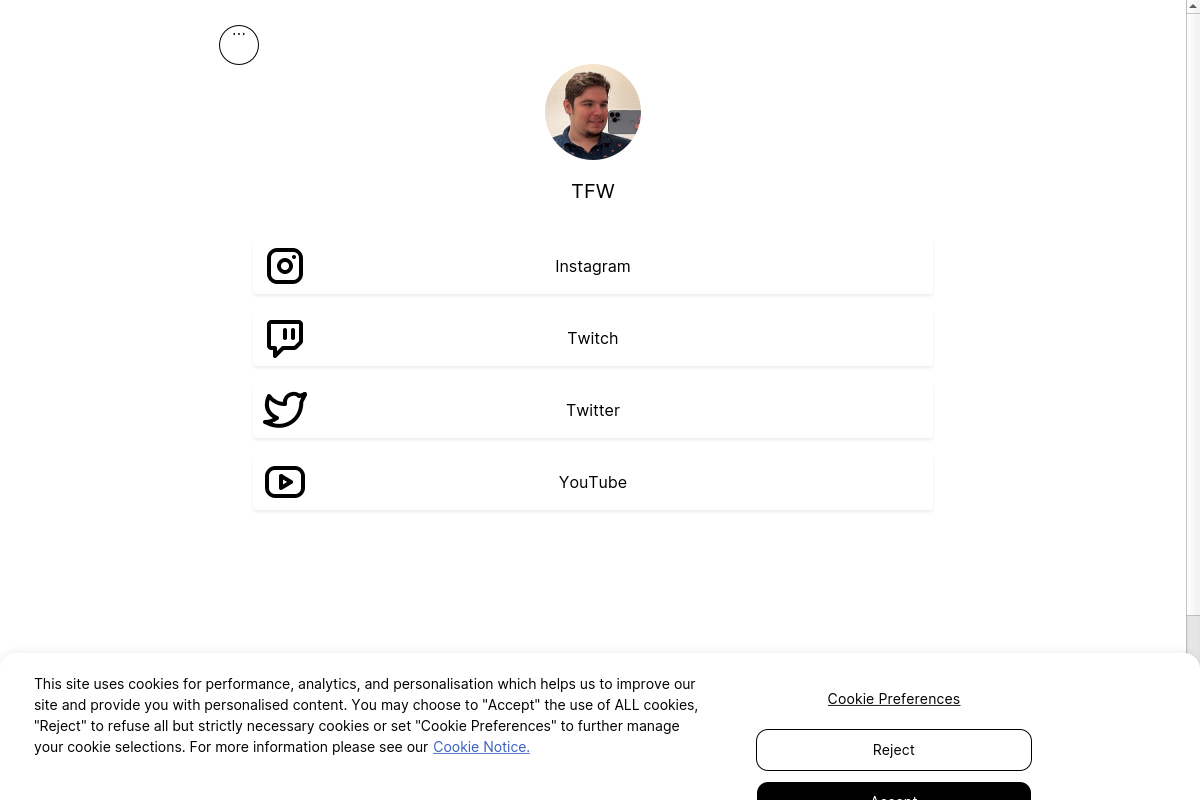 ...
TFW
Instagram
Twitch
Twitter
YouTube
This site uses cookies for performance, analytics, and personalisation which helps us to improve our
site and provide you with personalised content. You may choose to "Accept" the use of ALL cookies,
"Reject" to refuse all but strictly necessary cookies or set "Cookie Preferences" to further manage
your cookie selections. For more information please see our Cookie Notice.
Cookie Preferences
Reject
Accept